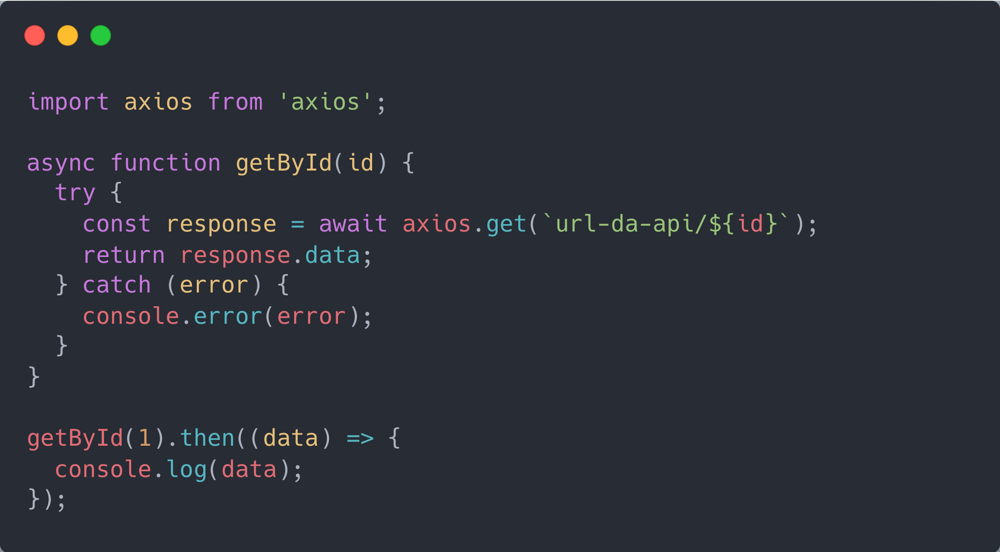 import axios from 'axios';
async function getById(id) {
  try {
    const response = await axios.get(`url-da-api/${id}`);
    return response.data;
  } catch (error) {
    console.error(error);
  }
}
getById(1).then((data) => {
  console.log(data);
});